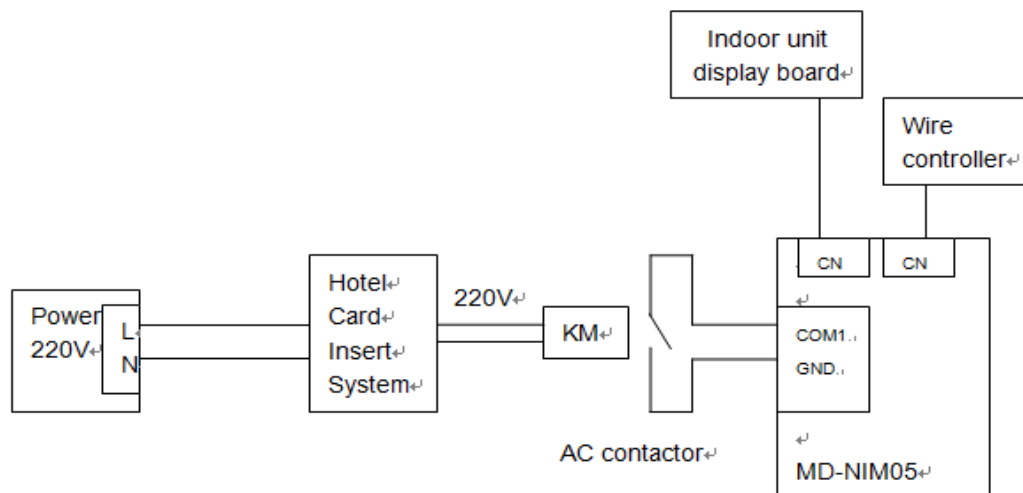 Indoor unit
display board↵
Wire
controller↵
CN
CN
Hotel↵
Card↵
Insert↵
System↵
220V↵
Power
220V↵
L
N
KM↵
COM1.
GND.
AC contactor↵
MD-NIM05↵